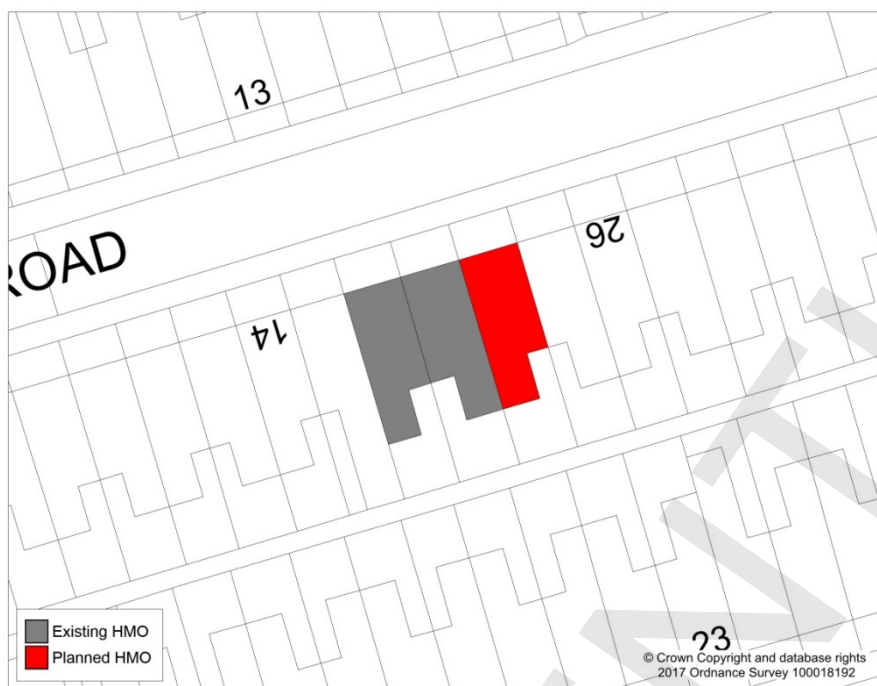 13
ROAD
26
14
Existing HMO
Planned HMO
23
© Crown Copyright and database rights
2017 Ordnance Survey 100018192